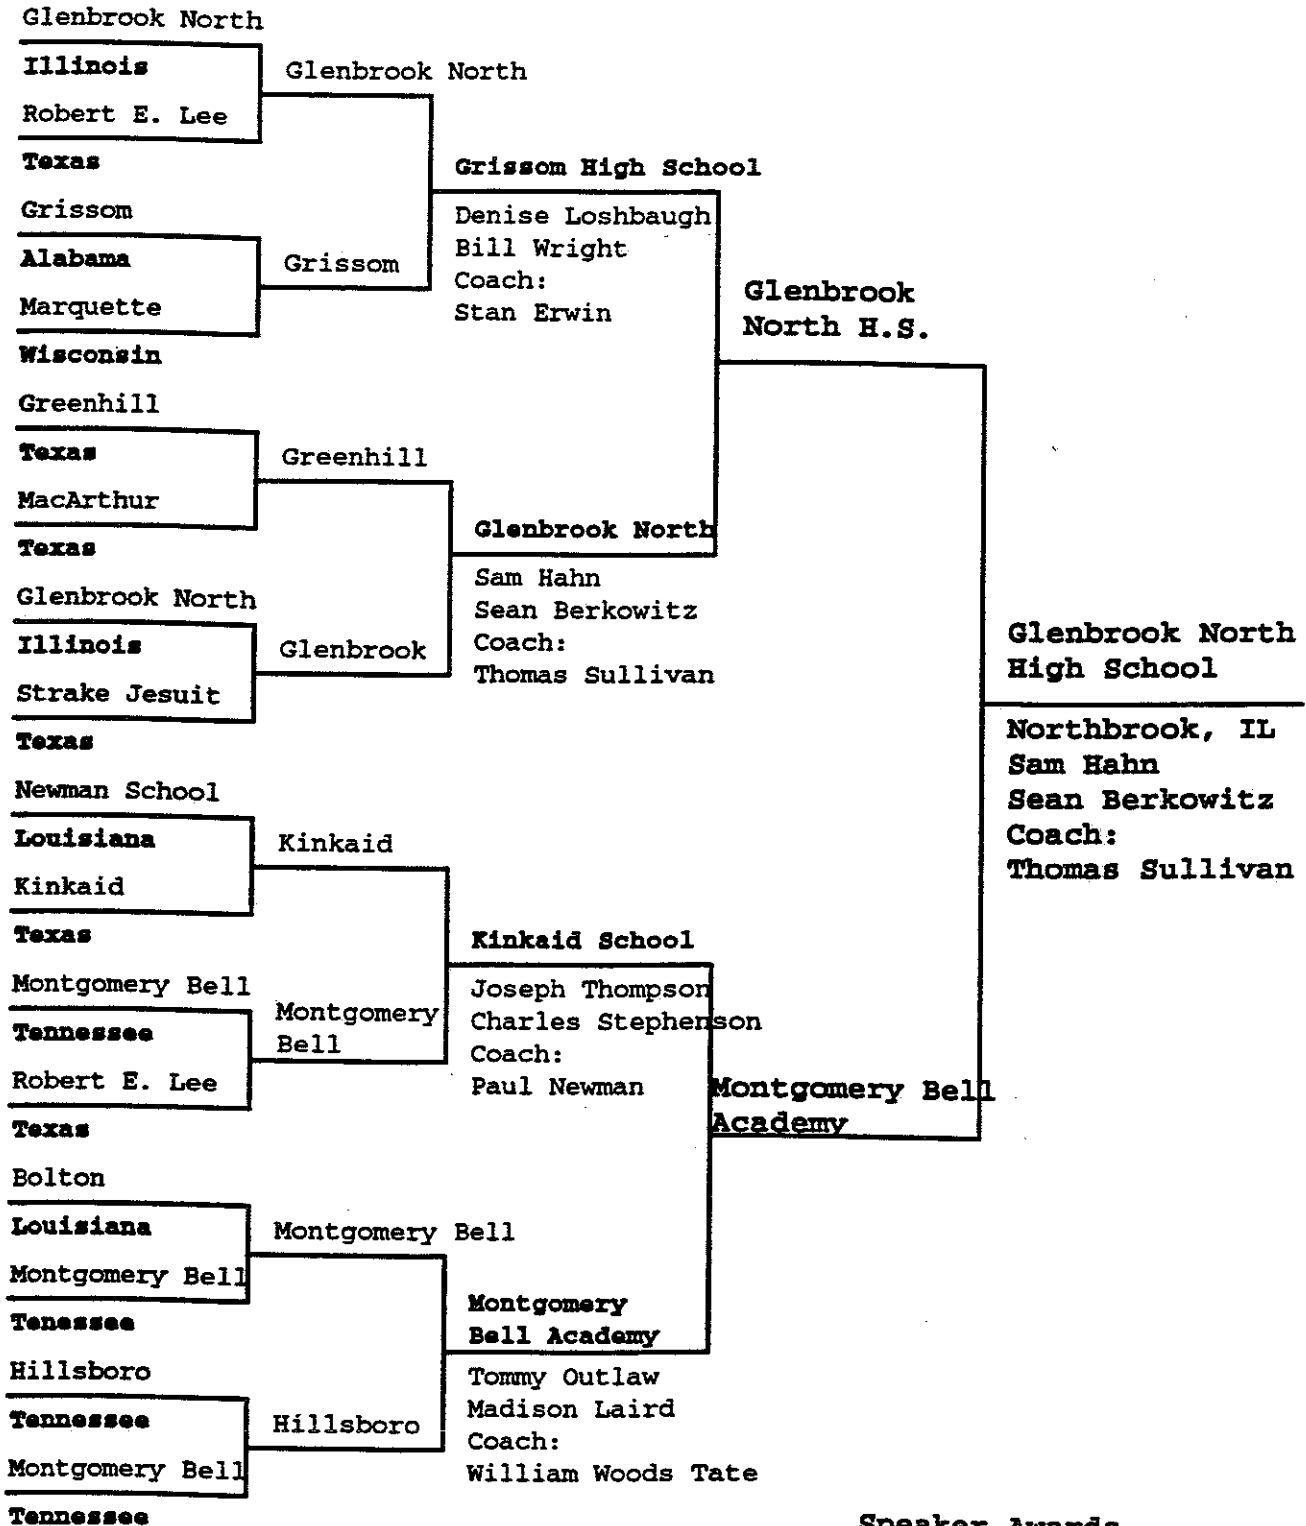 Glenbrook North
Illinois
Robert E. Lee
Texas
Grissom
Alabama
Marquette
Wisconsin
Greenhill
Texas
MacArthur
Texas
Glenbrook North
Illinois
Strake Jesuit
Texas
Newman School
Louisiana
Kinkaid
Texas
Montgomery Bell
Tennessee
Robert E. Lee
Texas
Bolton
Louisiana
Montgomery Bell
Tenessee
Hillsboro
Tennessee
Montgomery Bell
Tennessee
Glenbrook North
Grissom
Greenhill
Glenbrook
Kinkaid
Montgomery
Bell
Montgomery Bell
Hillsboro
Grissom High School
Denise Loshbaugh
Bill Wright
Coach:
Stan Erwin
Glenbrook North
Sam Hahn
Sean Berkowitz
Coach:
Thomas Sullivan
Kinkaid School
Joseph Thompson
Charles Stephenson
Coach:
Paul Newman
Montgomery
Bell Academy
Tommy Outlaw
Madison Laird
Coach:
William Woods Tate
Glenbrook
North H.S.
Montgomery Bell
Academy
Glenbrook North
High School
Northbrook, IL
Sam Hahn
Sean Berkowitz
Coach:
Thomas Sullivan
Speaker Awards